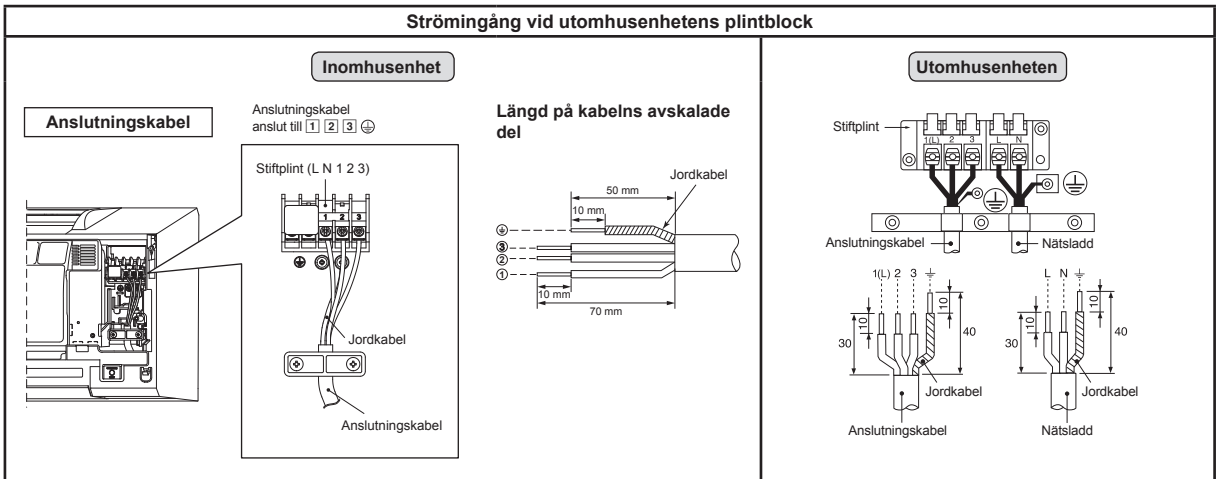 Strömingång vid utomhusenhetens plintblock
Inomhusenhet
Anslutningskabel
Anslutningskabel
anslut till 1 2 3
Stiftplint (L N 1 2 3)
1 2 3
Jordkabel
Anslutningskabel
Längd på kabelns avskalade
del
Jordkabel
50 mm
10 mm
3
2
1
10 mm
70 mm
Utomhusenheten
Stiftplint
1(L) 2 3 L N
Anslutningskabel
Nätsladd
1(L) 2 3
10
10
30
40
Jordkabel
Anslutningskabel
L N
10
10
30
40
Jordkabel
Nätsladd